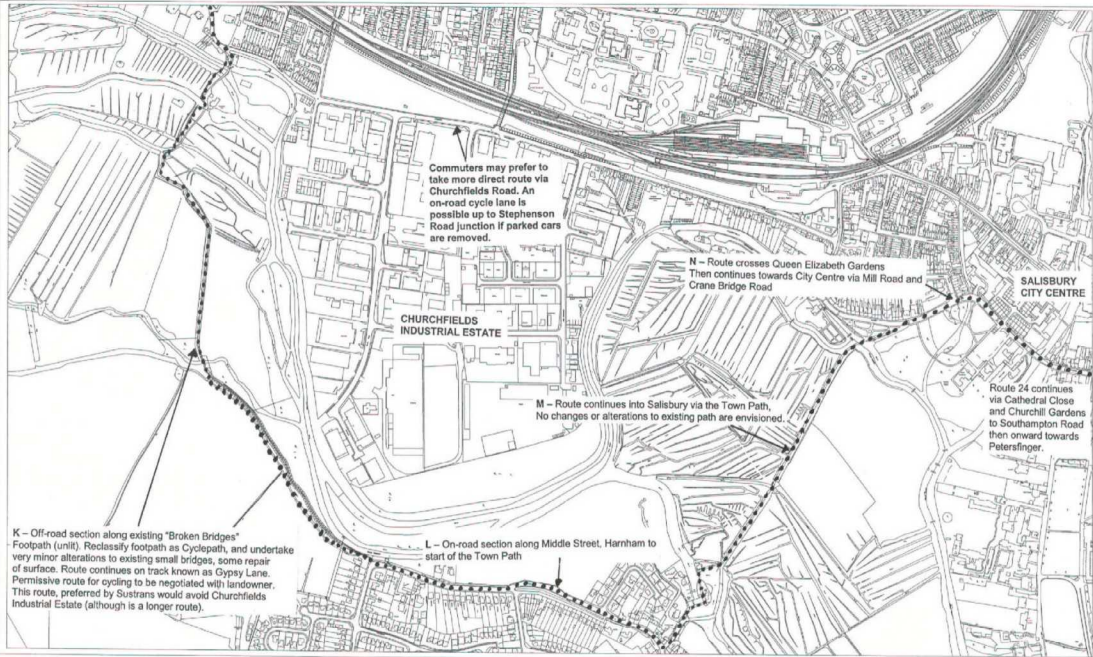 Commuters may prefer to
take more direct route via
Churchfields Road. An
on-road cycle lane is
possible up to Stephenson
Road junction if parked cars
are removed.
N – Route crosses Queen Elizabeth Gardens
Then continues towards City Centre via Mill Road and
Crane Bridge Road
SALISBURY
CITY CENTRE
CHURCHFIELDS
INDUSTRIAL ESTATE
M – Route continues into Salisbury via the Town Path,
No changes or alterations to existing path are envisioned.
Route 24 continues
via Cathedral Close
and Churchill Gardens
to Southampton Road
then onward towards
Petersfinger.
K – Off-road section along existing "Broken Bridges"
Footpath (unlit). Reclassify footpath as Cyclepath, and undertake
very minor alterations to existing small bridges, some repair
of surface. Route continues on track known as Gypsy Lane.
Permissive route for cycling to be negotiated with landowner.
This route, preferred by Sustrans would avoid Churchfields
Industrial Estate (although is a longer route).
L – On-road section along Middle Street, Harnham to
start of the Town Path